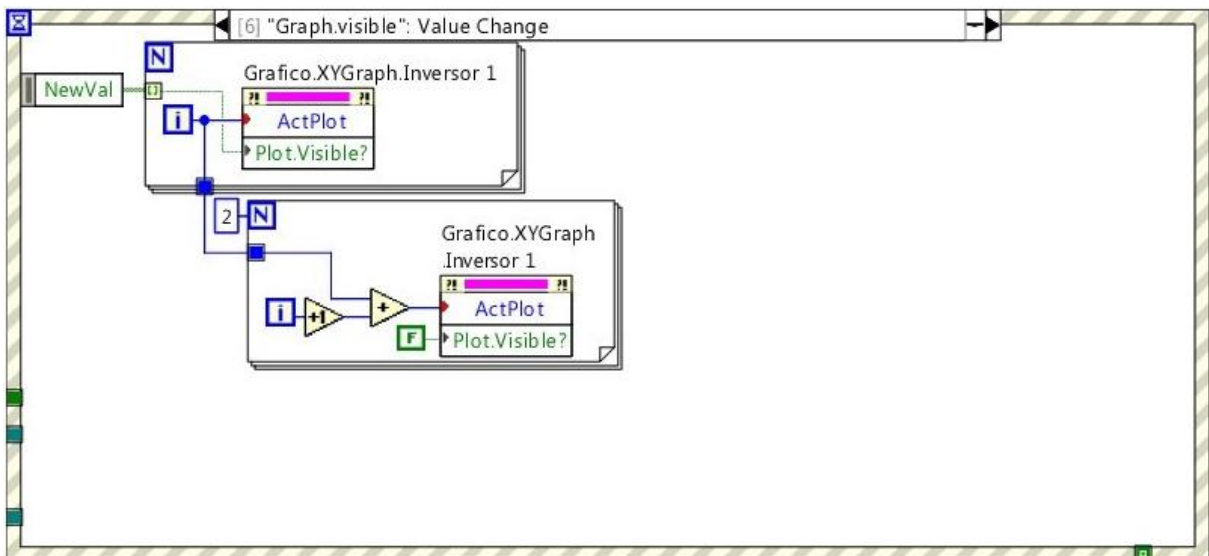 [6] "Graph.visible": Value Change
N
NewVal
Grafico.XYGraph.Inversor 1
?! ?!
i
ActPlot
Plot.Visible?
2
N
Grafico.XYGraph
.Inversor 1
?! ?!
i
+1
+
ActPlot
F
Plot.Visible?